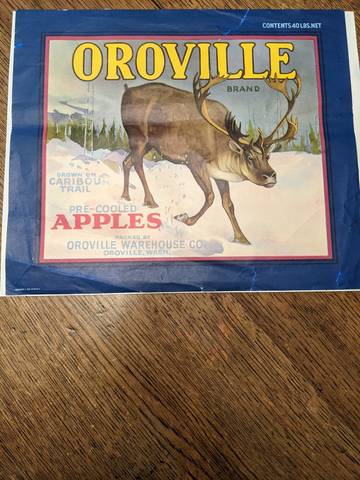 CONTENTS 40 LBS. NET
OROVILLE
BRAND
GROWN ON
CARIBOU
TRAIL
PRE-COOLED
APPLES
PACKED BY
OROVILLE WAREHOUSE CO.
OROVILLE, WASH.